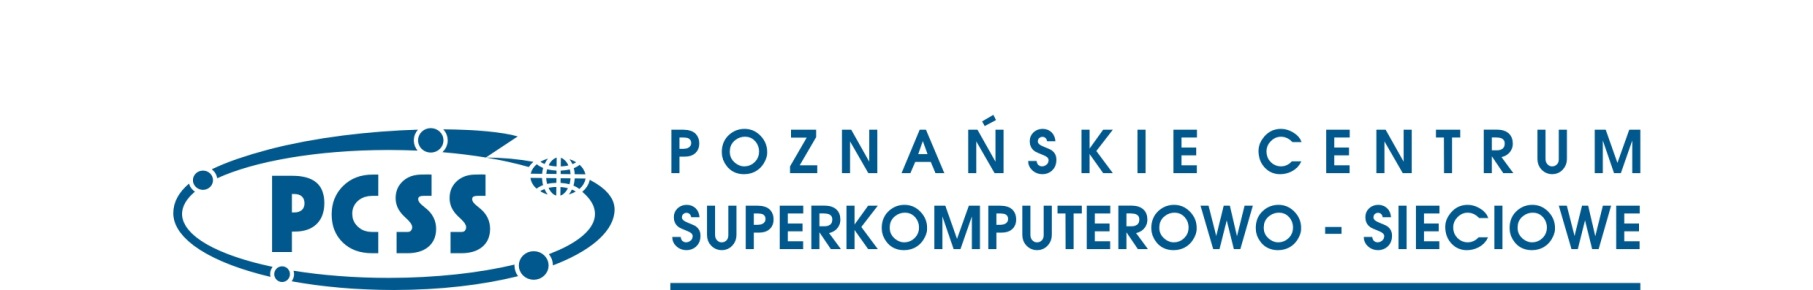 PCSS
POZNAŃSKIE CENTRUM
SUPERKOMPUTEROWO - SIECIOWE